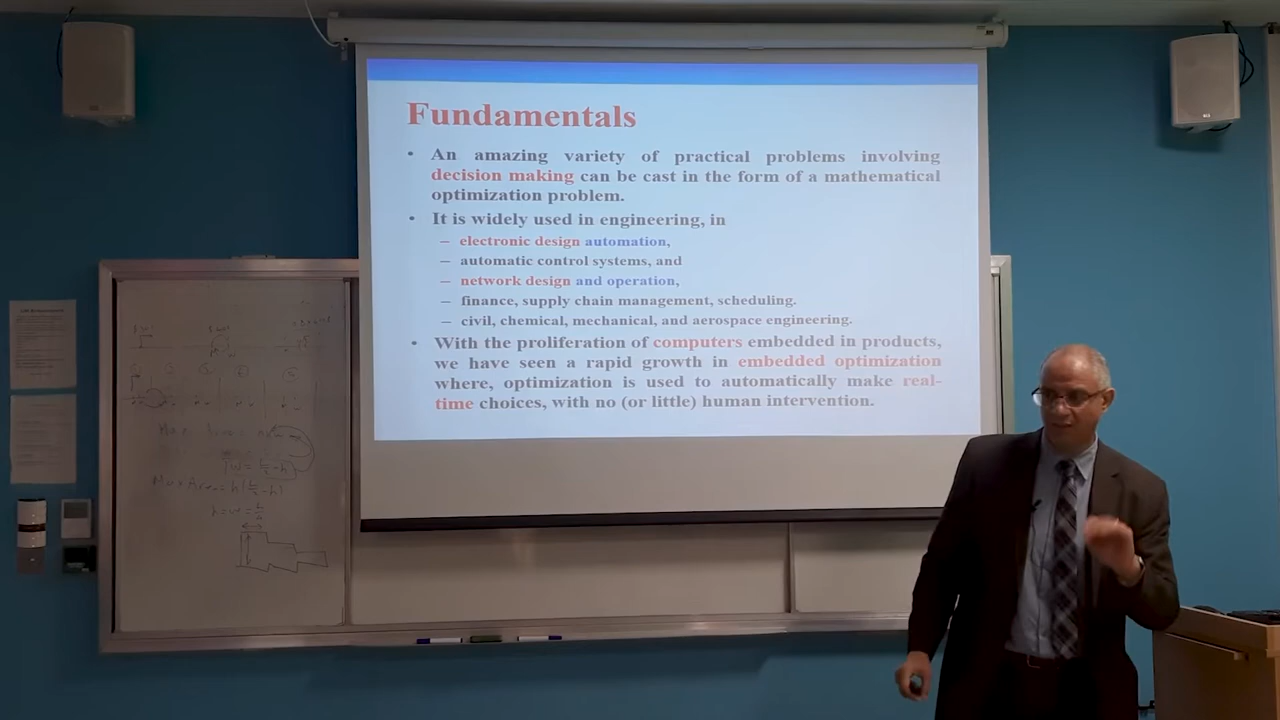 Fundamentals
• An amazing variety of practical problems involving
decision making can be cast in the form of a mathematical
optimization problem.
• It is widely used in engineering, in
– electronic design automation,
– automatic control systems, and
– network design and operation,
– finance, supply chain management, scheduling.
– civil, chemical, mechanical, and aerospace engineering.
• With the proliferation of computers embedded in products,
we have seen a rapid growth in embedded optimization
where, optimization is used to automatically make real-
time choices, with no (or little) human intervention.